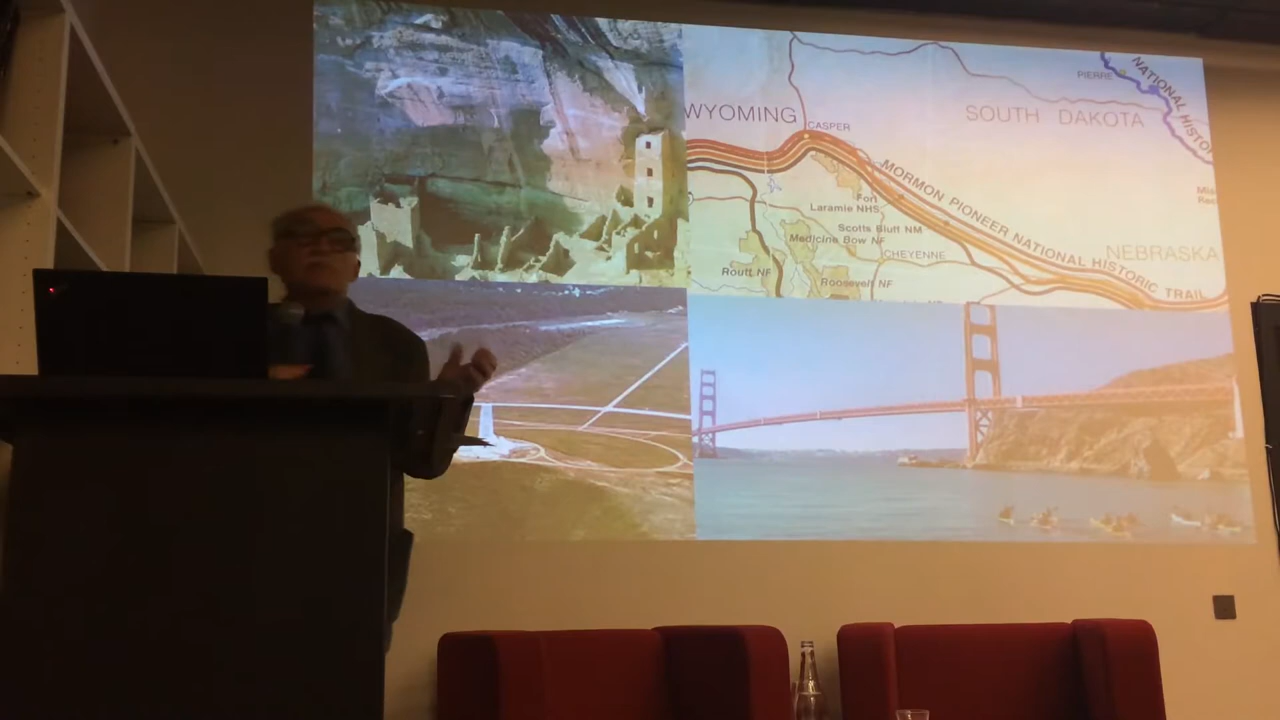 PIERRE
NATIONAL HISTO
WYOMING
SOUTH DAKOTA
CASPER
MORMON PIONEER NATIONAL HISTORIC TRAIL
Fort
Laramie NHS
Scotts Bluff NM
Medicine Bow NF
CHEYENNE
NEBRASKA
Routt NF
Roosevelt NF